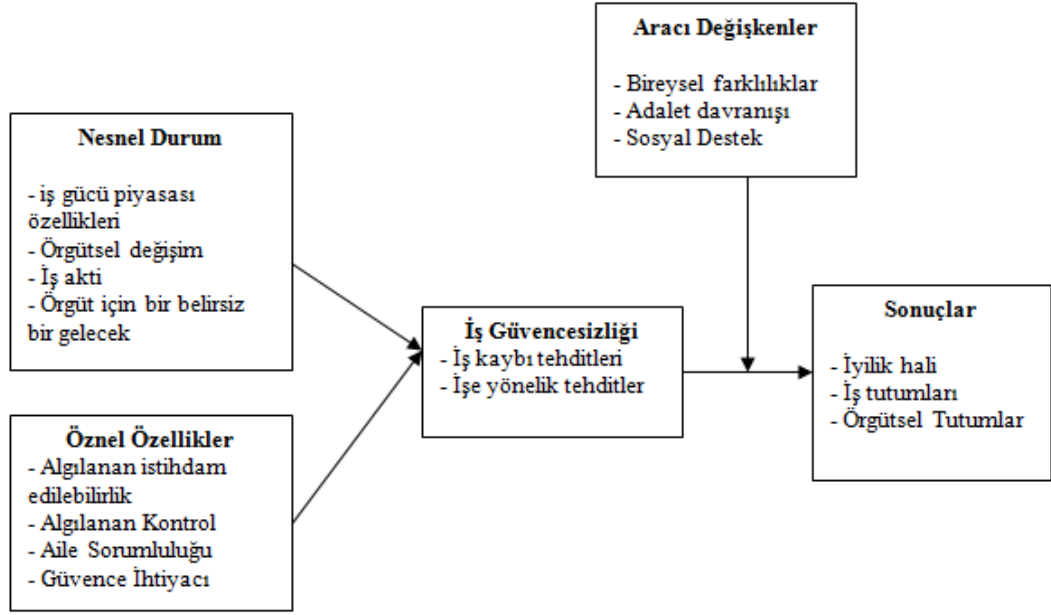 Aracı Değişkenler
- Bireysel farklılıklar
- Adalet davranışı
- Sosyal Destek
Nesnel Durum
- iş gücü piyasası
özellikleri
- Örgütsel değişim
- İş akti
- Örgüt için bir belirsiz
bir gelecek
İş Güvencesizliği
- İş kaybı tehditleri
- İşe yönelik tehditler
Sonuçlar
- İyilik hali
- İş tutumları
- Örgütsel Tutumlar
Öznel Özellikler
- Algılanan istihdam
edilebilirlik
- Algılanan Kontrol
- Aile Sorumluluğu
- Güvence İhtiyacı